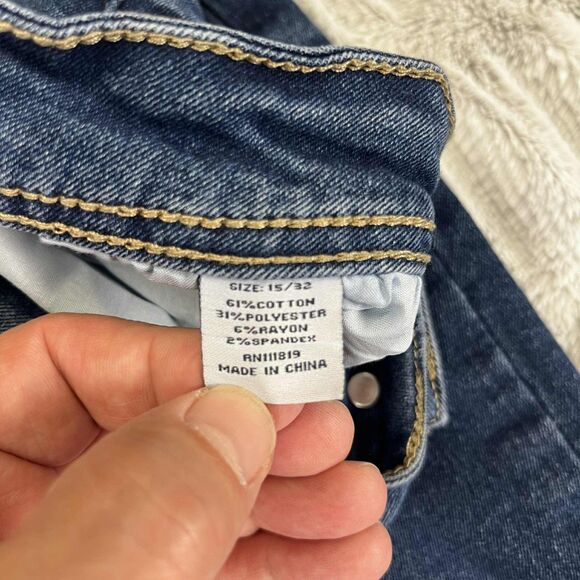 SIZE: 15/32
61%COTTON
31%POLYESTER
6%RAYON
2%SPANDEX
RN111819
MADE IN CHINA